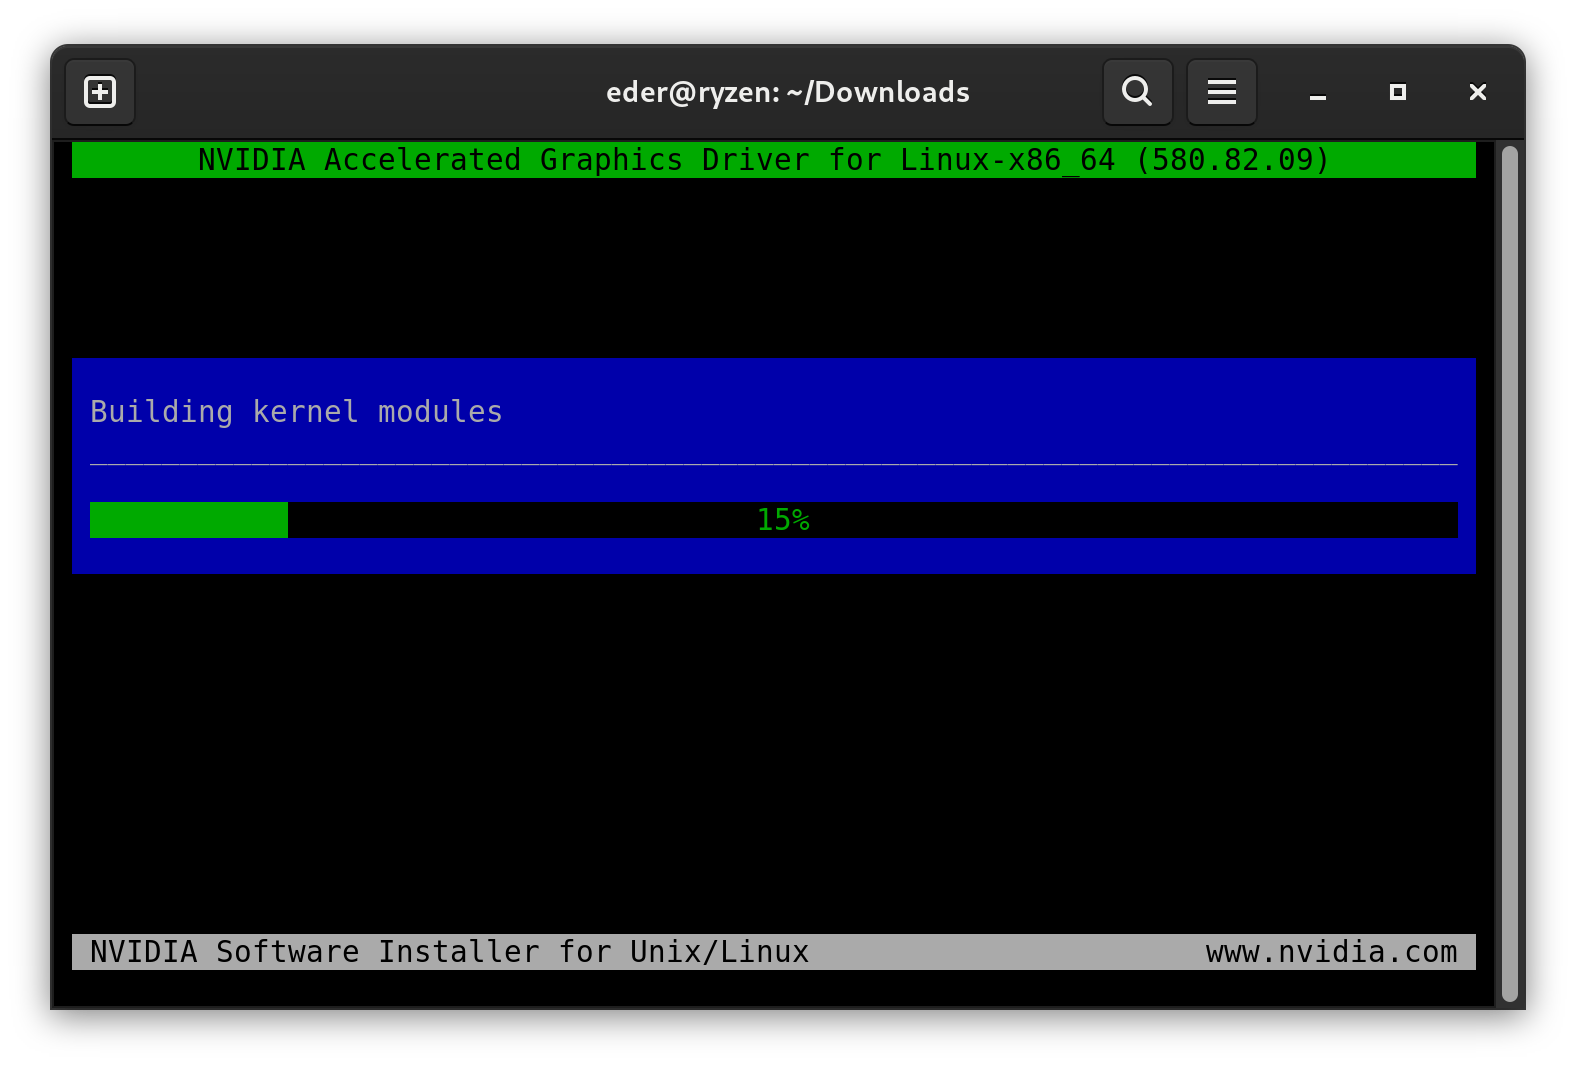 eder@ryzen: ~/Downloads
NVIDIA Accelerated Graphics Driver for Linux-x86_64 (580.82.09)
Building kernel modules
15%
NVIDIA Software Installer for Unix/Linux www.nvidia.com